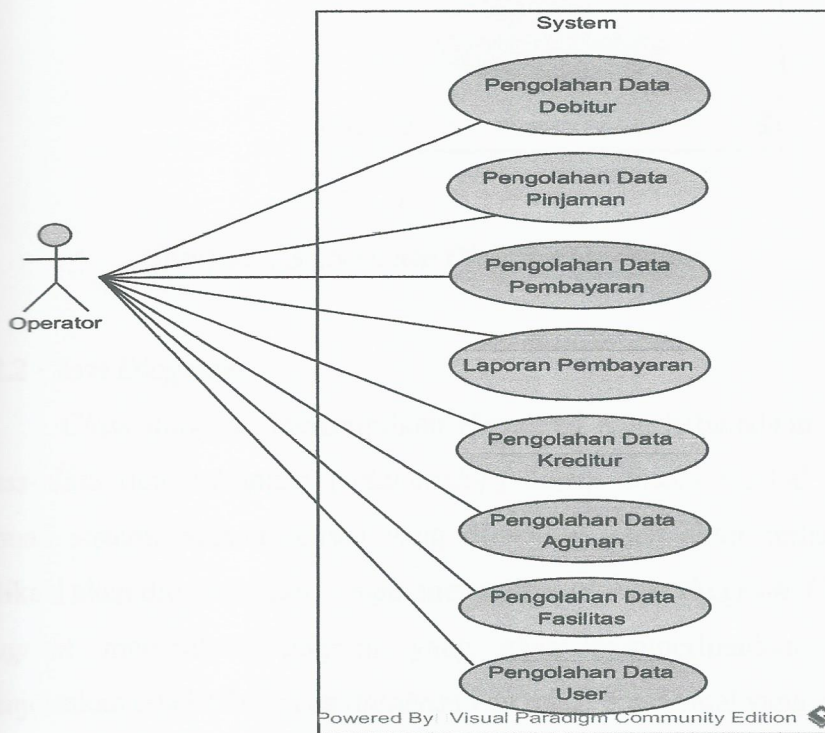 System
Pengolahan Data
Debitur
Pengolahan Data
Pinjaman
Pengolahan Data
Pembayaran
Operator
Laporan Pembayaran
Pengolahan Data
Kreditur
Pengolahan Data
Agunan
Pengolahan Data
Fasilitas
Pengolahan Data
User
Powered By Visual Paradigm Community Edition